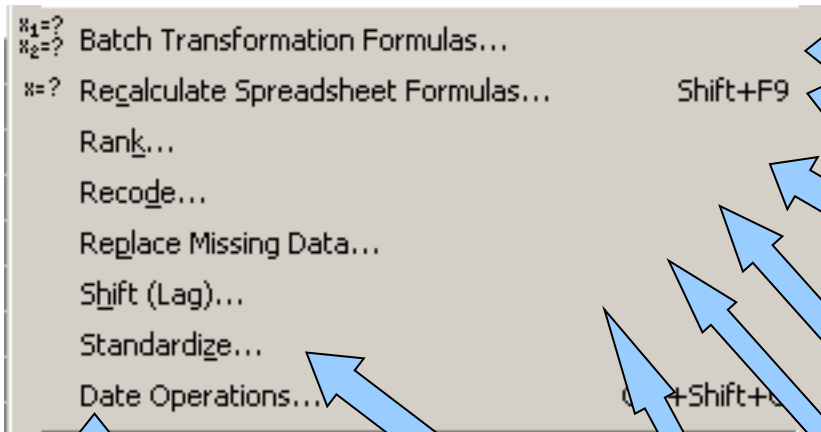 x₁=?
x₂=? Batch Transformation Formulas...
x=? Recalculate Spreadsheet Formulas... Shift+F9
Rank...
Recode...
Replace Missing Data...
Shift (Lag)...
Standardize...
Date Operations... +Shift+